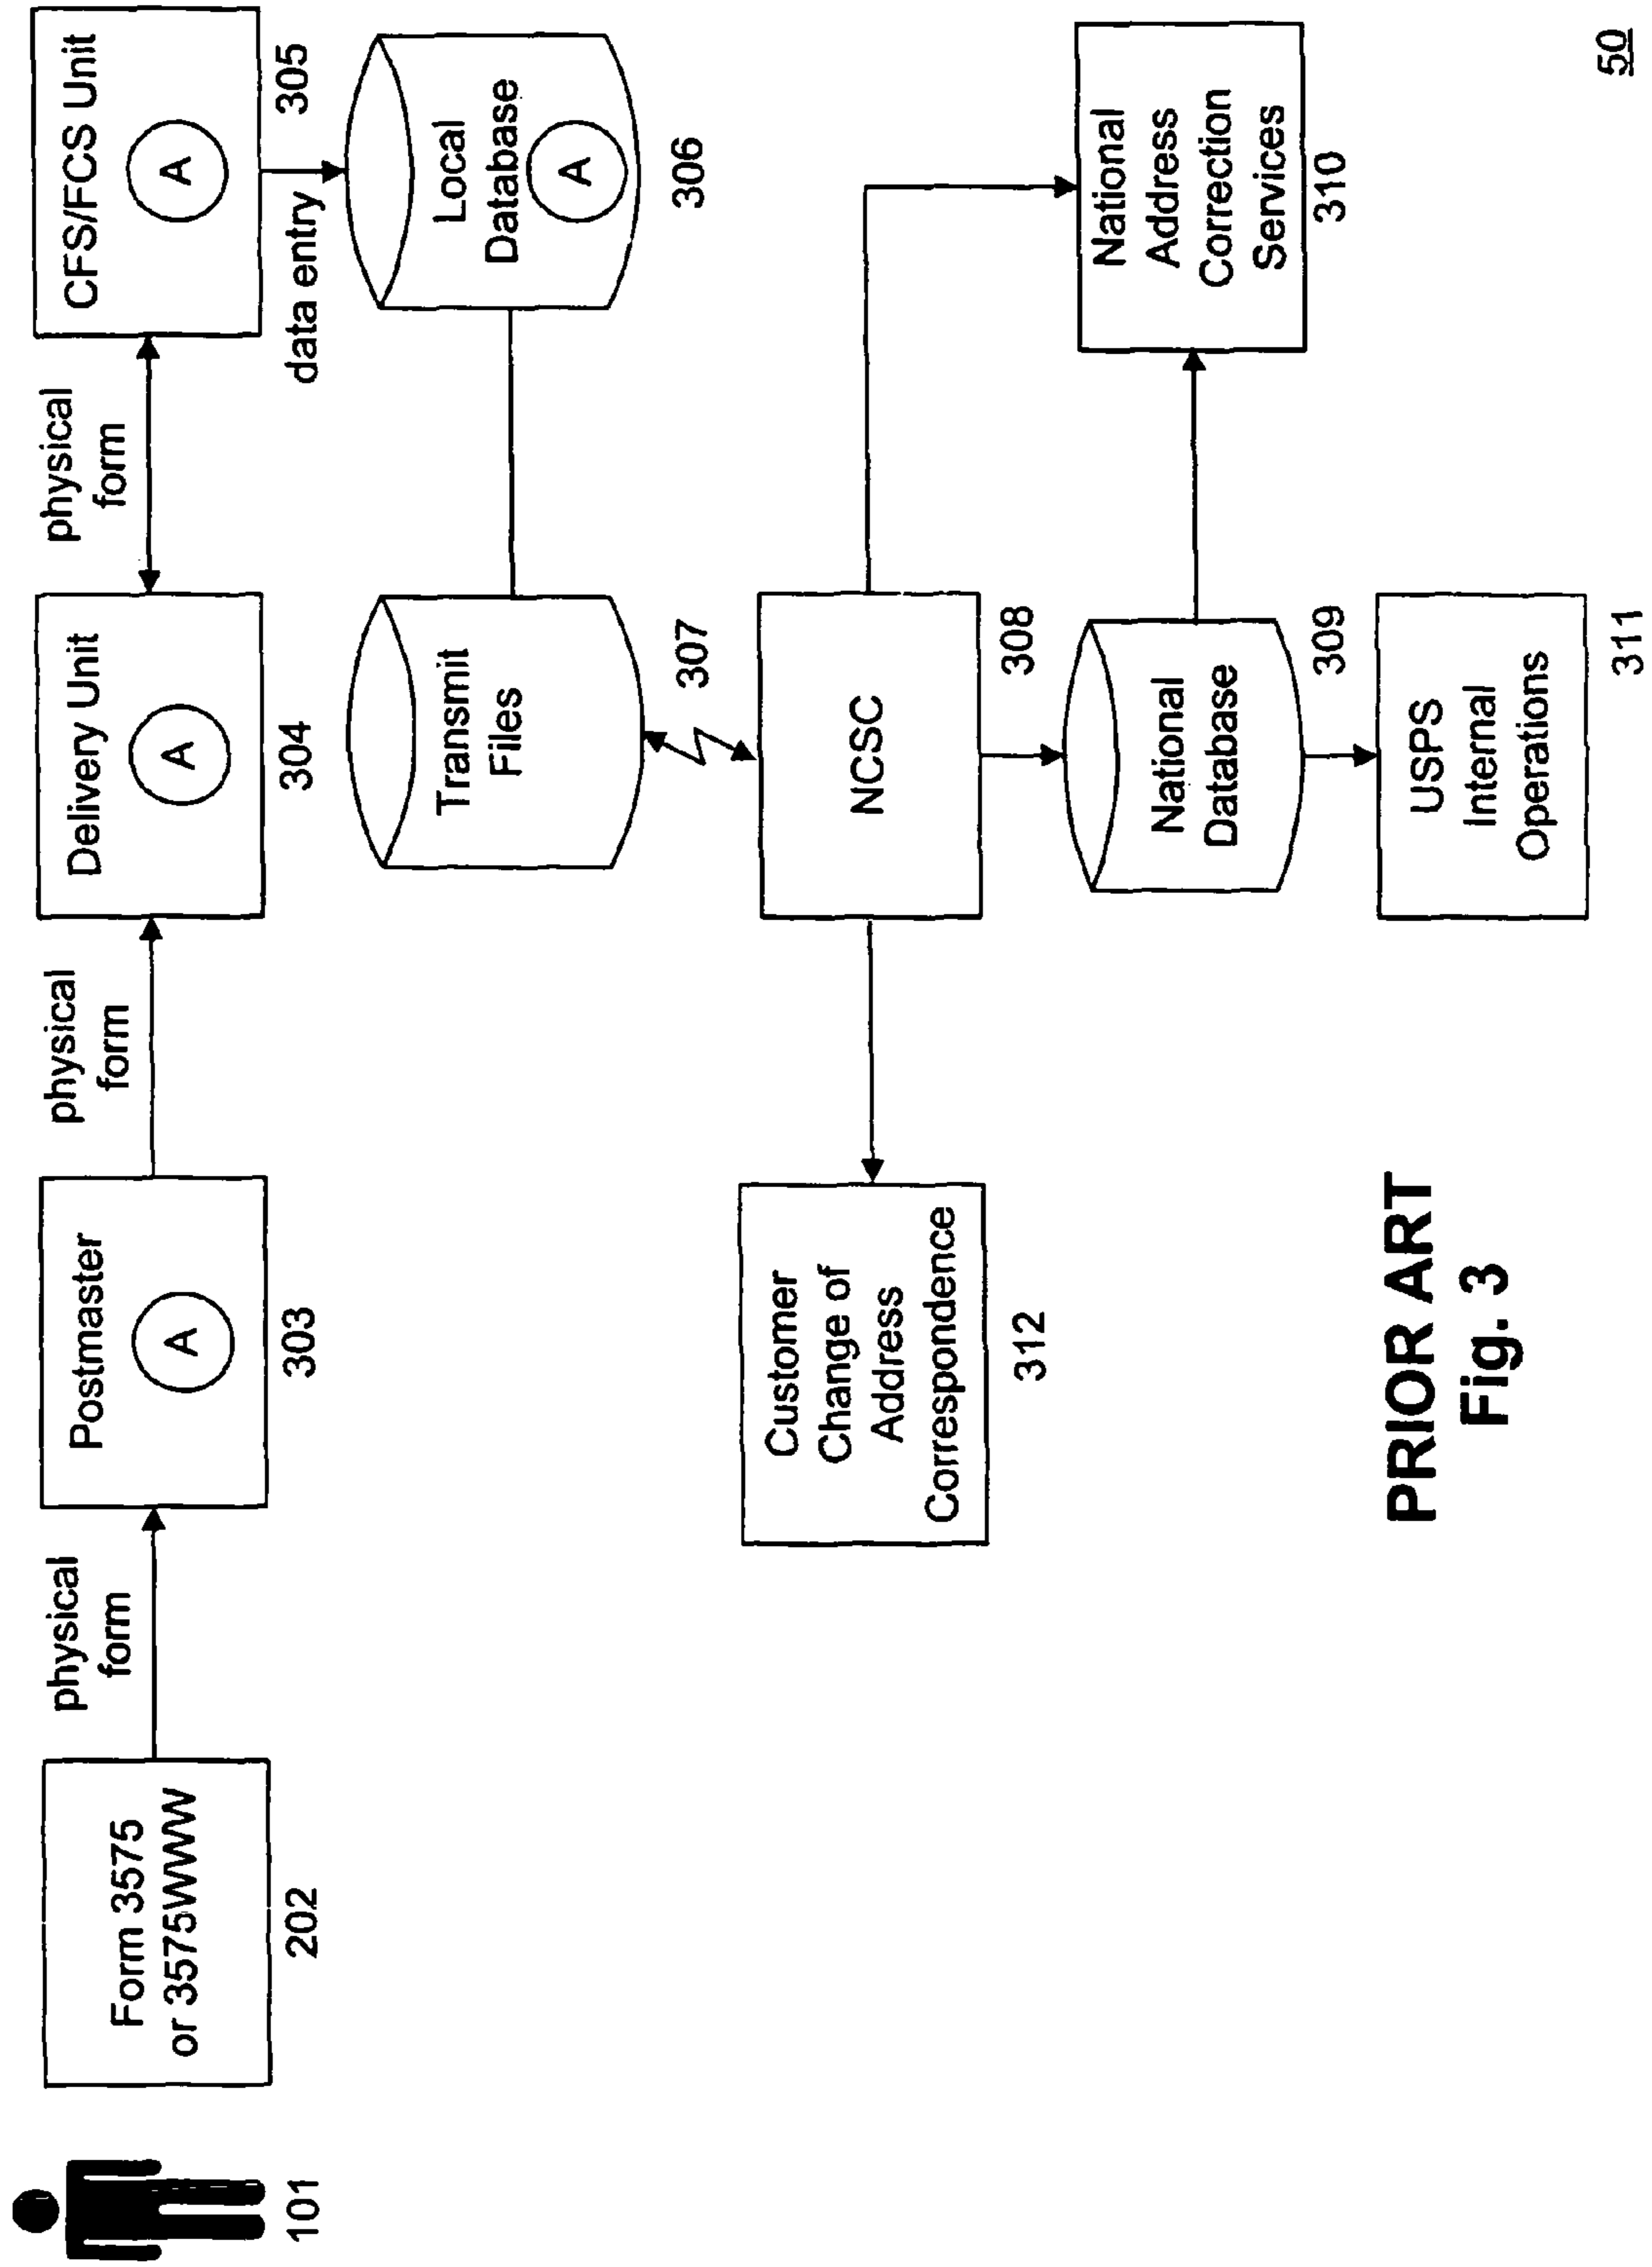 101
Form 3575
or 3575WWW
202
physical
form
Postmaster
A
303
physical
form
Delivery Unit
A
304
physical
form
CFS/FCS Unit
A
305
data entry
Local
Database
A
306
Transmit
Files
307
NCSC
308
National
Database
309
National
Address
Correction
Services
310
USPS
Internal
Operations
311
Customer
Change of
Address
Correspondence
312
PRIOR ART
Fig. 3
50